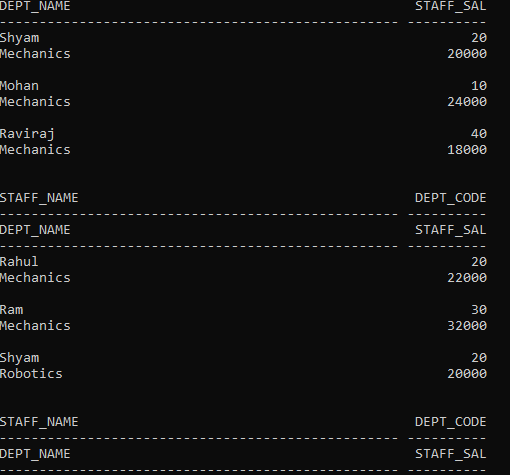 DEPT_NAME STAFF_SAL
-------------------------------------------------- ----------
Shyam 20
Mechanics 20000
Mohan 10
Mechanics 24000
Raviraj 40
Mechanics 18000
STAFF_NAME DEPT_CODE
-------------------------------------------------- ----------
DEPT_NAME STAFF_SAL
-------------------------------------------------- ----------
Rahul 20
Mechanics 22000
Ram 30
Mechanics 32000
Shyam 20
Robotics 20000
STAFF_NAME DEPT_CODE
-------------------------------------------------- ----------
DEPT_NAME STAFF_SAL
-------------------------------------------------- ----------